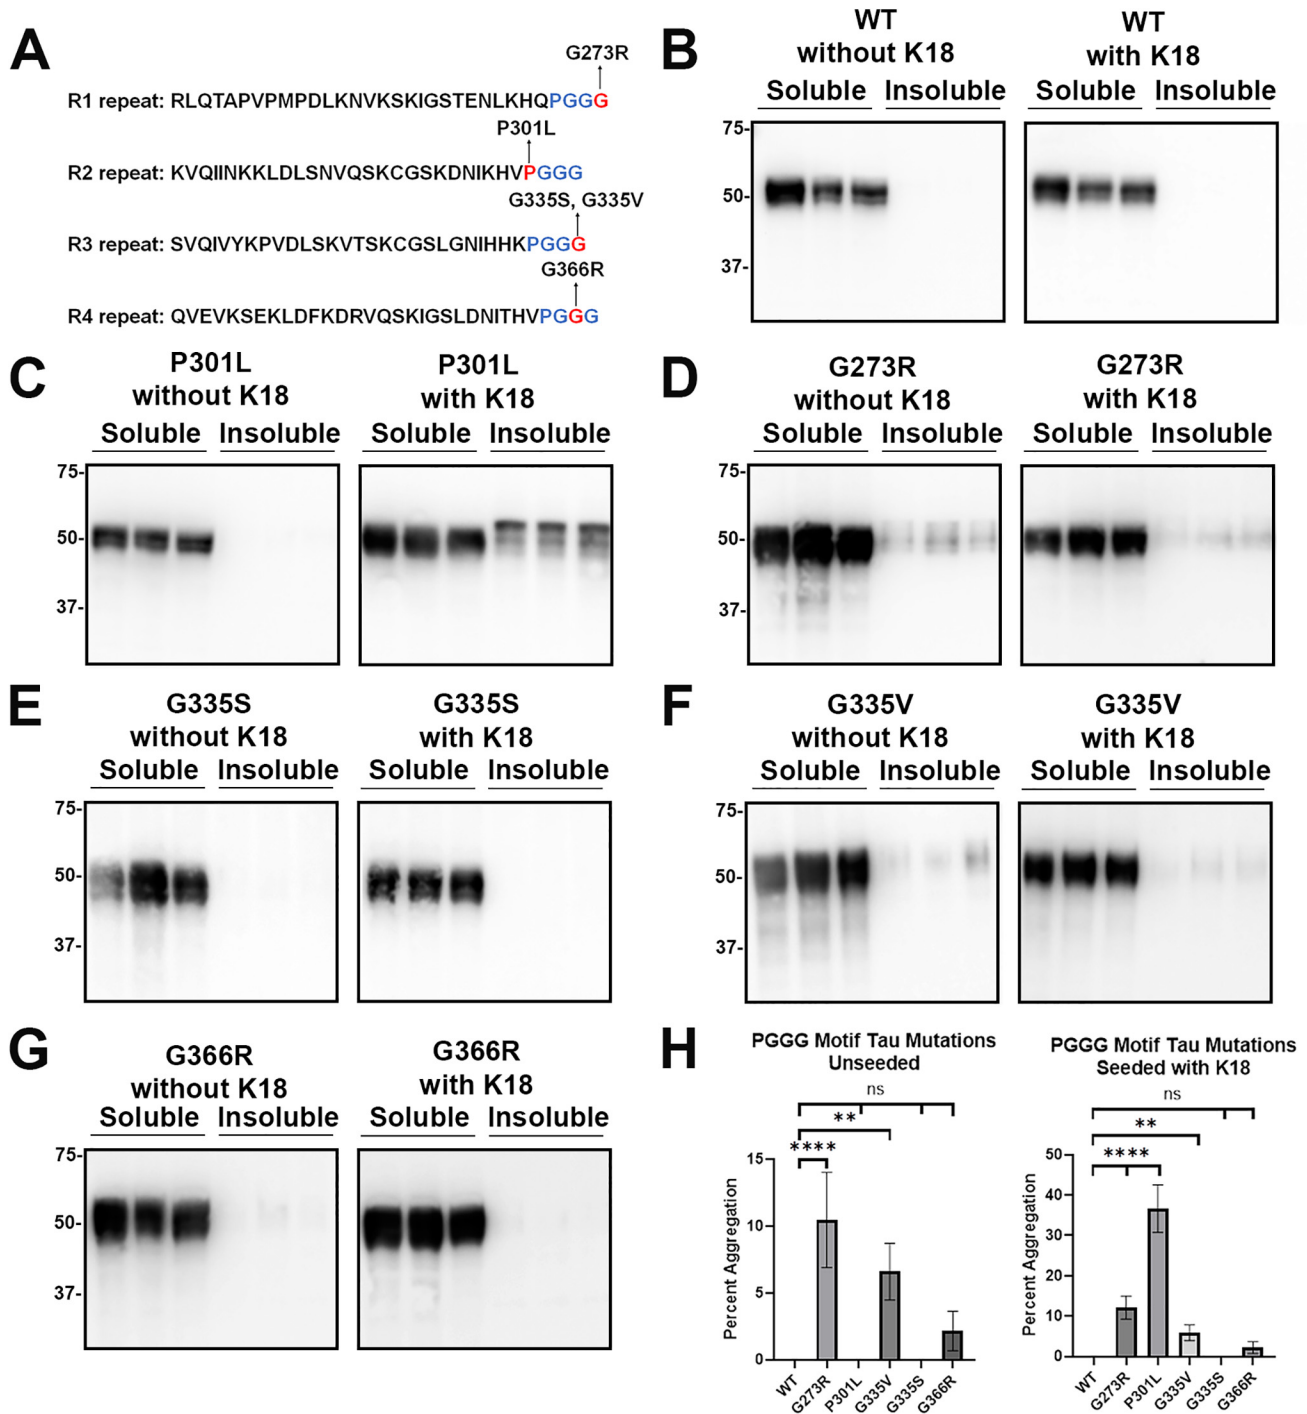 A
G273R
R1 repeat: RLQTAPVPMPDLKNVKSKIGSTENLKHQPGGG
P301L
R2 repeat: KVQIINKKLDLSNVQSKCGSKDNIKHVPGGG
G335S, G335V
R3 repeat: SVQIVYKPVDLSKVTSKCGSLGNIHHKPGGG
G366R
R4 repeat: QVEVKSEKLDFKDRVQSKIGSLDNITHVPGGG
B
WT
without K18
Soluble Insoluble
WT
with K18
Soluble Insoluble
75-
50-
37-
C
P301L
without K18
Soluble Insoluble
P301L
with K18
Soluble Insoluble
75-
50-
37-
D
G273R
without K18
Soluble Insoluble
G273R
with K18
Soluble Insoluble
75-
50-
37-
E
G335S
without K18
Soluble Insoluble
G335S
with K18
Soluble Insoluble
75-
50-
37-
F
G335V
without K18
Soluble Insoluble
G335V
with K18
Soluble Insoluble
75-
50-
37-
G
G366R
without K18
Soluble Insoluble
G366R
with K18
Soluble Insoluble
75-
50-
37-
H
PGGG Motif Tau Mutations
Unseeded
ns
**
****
Percent Aggregation
15
10
5
0
WT G273R P301L G335V G335S G366R
PGGG Motif Tau Mutations
Seeded with K18
ns
**
****
Percent Aggregation
50
40
30
20
10
0
WT G273R P301L G335V G335S G366R